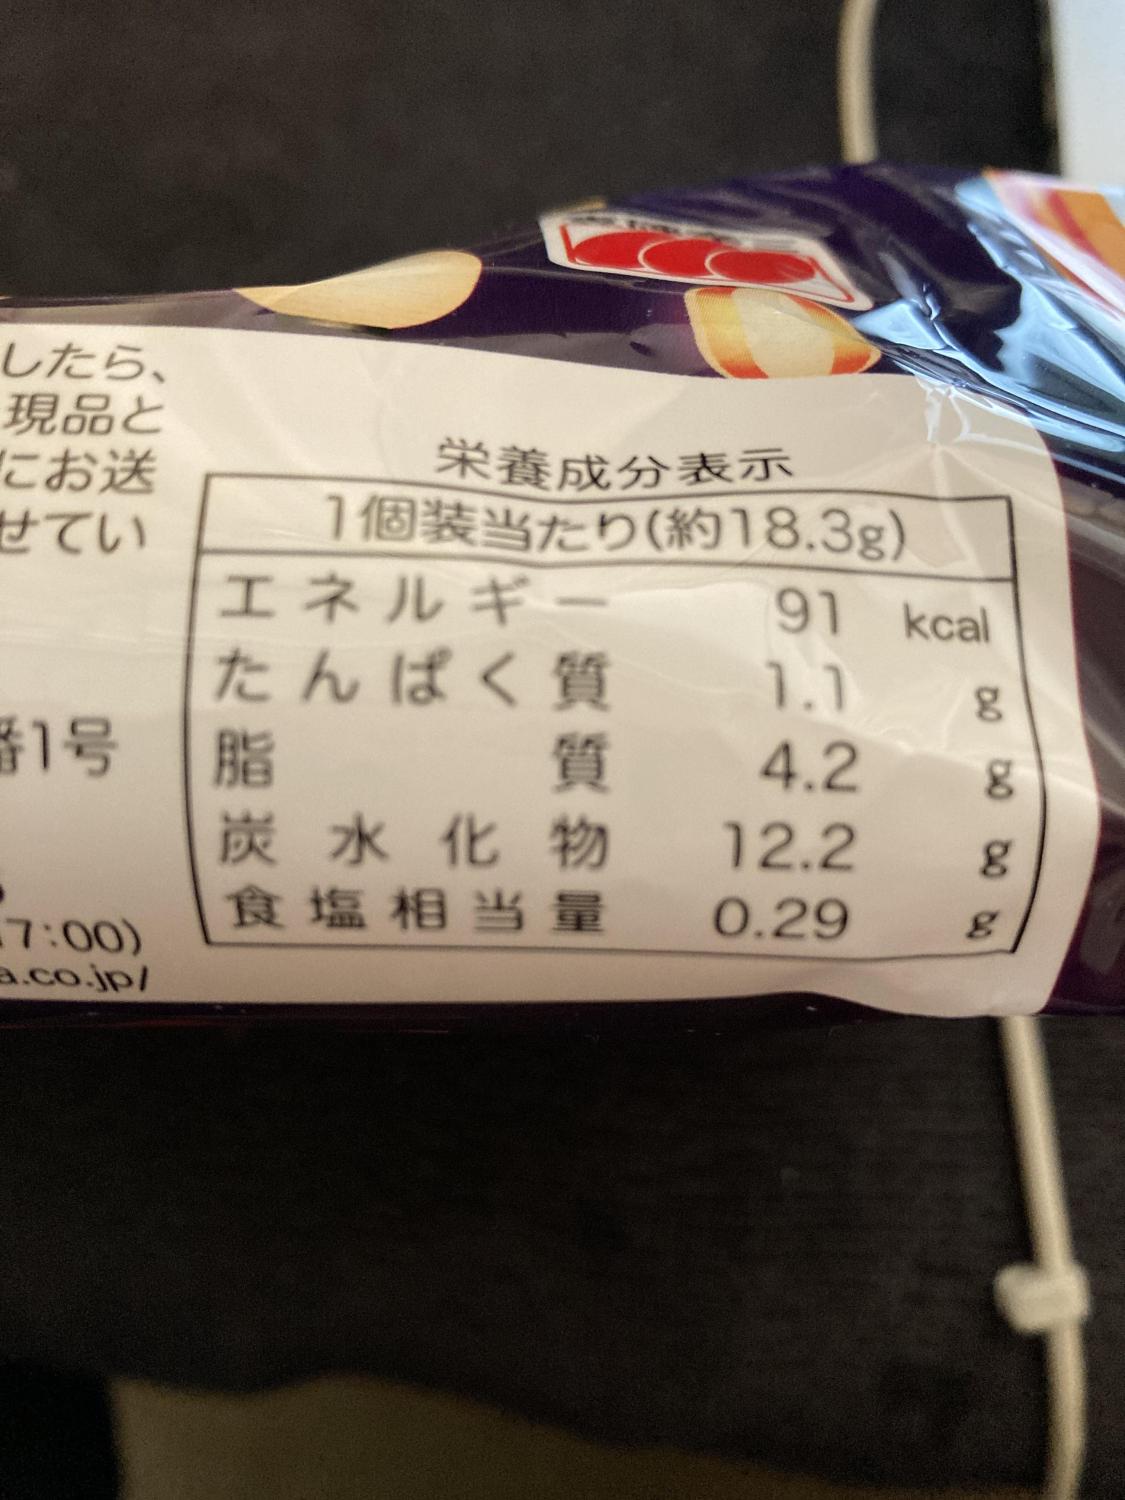 したら、
現品と
にお送
せてい
番1号
17:00)
a.co.jp/
栄養成分表示
1個装当たり(約18.3g)
エネルギー 91 kcal
たんぱく質 1.1 g
脂質 4.2 g
炭水化物 12.2 g
食塩相当量 0.29 g